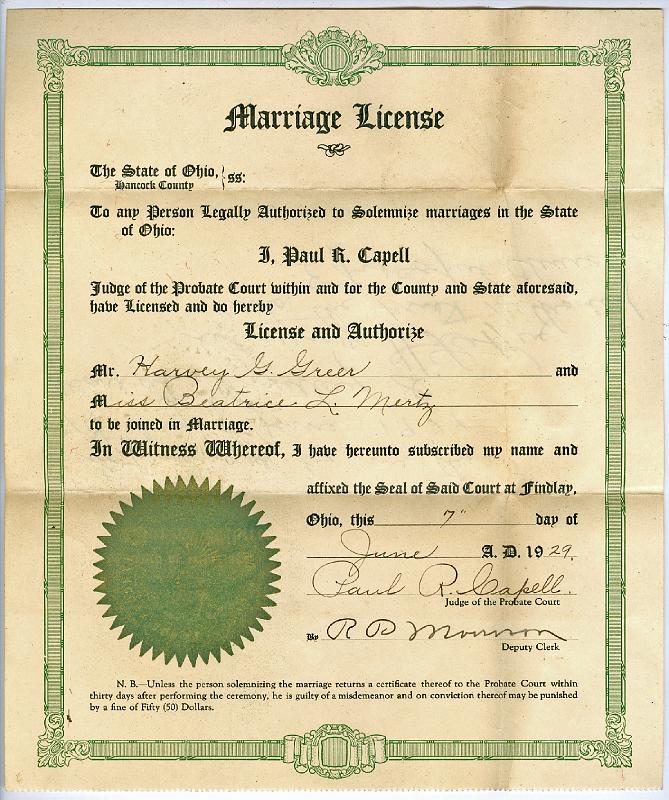 Marriage License
The State of Ohio, } ss:
Hancock County
To any Person Legally Authorized to Solemnize marriages in the State
of Ohio:
I, Paul R. Capell
Judge of the Probate Court within and for the County and State aforesaid,
have Licensed and do hereby
License and Authorize
Mr. Harvey G. Greer and
Miss Beatrice L. Mertz
to be joined in Marriage.
In Witness Whereof, I have hereunto subscribed my name and
affixed the Seal of Said Court at Findlay,
Ohio, this 7" day of
June A. D. 1929.
Paul R. Capell.
Judge of the Probate Court
By R D
Deputy Clerk
N. B.—Unless the person solemnizing the marriage returns a certificate thereof to the Probate Court within
thirty days after performing the ceremony, he is guilty of a misdemeanor and on conviction thereof may be punished
by a fine of Fifty (50) Dollars.